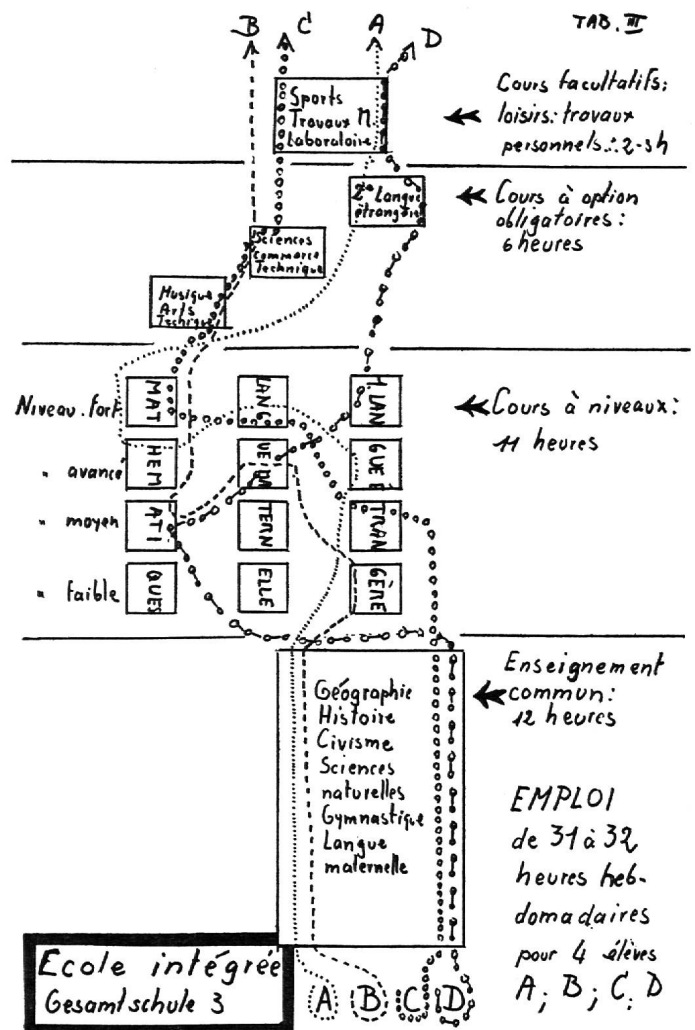 TAB. III
B C A D
Sports
Travaux M.
Laboratoire
Cours facultatifs;
loisirs: travaux
personnels: 2-3h
2e Langue
étrangère
Cours à option
obligatoires:
6 heures
Sciences
Commerce
Technique
Musique
Arts
Techniques
Niveau. fort
" avancé
" moyen
" faible
MAT
HEM
ATI
QUES
LANG
UE MA
TERN
ELLE
LAN
GUE E
TRAN
GÈRE
Cours à niveaux:
11 heures
Enseignement
commun:
12 heures
Géographie
Histoire
Civisme
Sciences
naturelles
Gymnastique
Langue
maternelle
EMPLOI
de 31 à 32
heures heb-
domadaires
pour 4 élèves
A; B; C; D
Ecole intégrée
Gesamtschule 3
A B C D